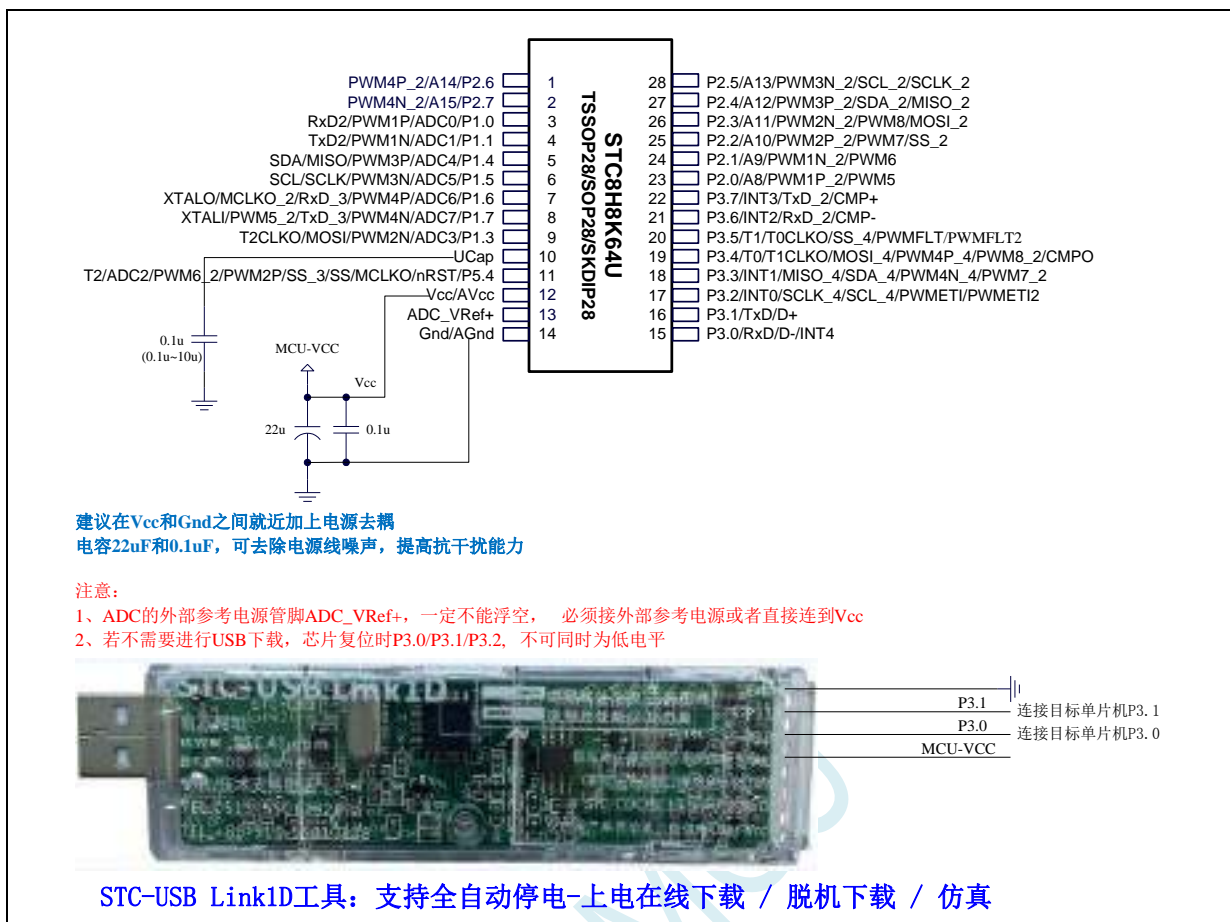 PWM4P_2/A14/P2.6 1 28 P2.5/A13/PWM3N_2/SCL_2/SCLK_2
PWM4N_2/A15/P2.7 2 27 P2.4/A12/PWM3P_2/SDA_2/MISO_2
RxD2/PWM1P/ADC0/P1.0 3 26 P2.3/A11/PWM2N_2/PWM8/MOSI_2
TxD2/PWM1N/ADC1/P1.1 4 25 P2.2/A10/PWM2P_2/PWM7/SS_2
SDA/MISO/PWM3P/ADC4/P1.4 5 24 P2.1/A9/PWM1N_2/PWM6
SCL/SCLK/PWM3N/ADC5/P1.5 6 23 P2.0/A8/PWM1P_2/PWM5
XTALO/MCLKO_2/RxD_3/PWM4P/ADC6/P1.6 7 22 P3.7/INT3/TxD_2/CMP+
XTALI/PWM5_2/TxD_3/PWM4N/ADC7/P1.7 8 21 P3.6/INT2/RxD_2/CMP-
T2CLKO/MOSI/PWM2N/ADC3/P1.3 9 20 P3.5/T1/T0CLKO/SS_4/PWMFLT/PWMFLT2
UCap 10 19 P3.4/T0/T1CLKO/MOSI_4/PWM4P_4/PWM8_2/CMPO
T2/ADC2/PWM6_2/PWM2P/SS_3/SS/MCLKO/nRST/P5.4 11 18 P3.3/INT1/MISO_4/SDA_4/PWM4N_4/PWM7_2
Vcc/AVcc 12 17 P3.2/INT0/SCLK_4/SCL_4/PWMETI/PWMETI2
ADC_VRef+ 13 16 P3.1/TxD/D+
Gnd/AGnd 14 15 P3.0/RxD/D-/INT4
STC8H8K64U
TSSOP28/SOP28/SKDIP28
0.1u
(0.1u~10u)
MCU-VCC
Vcc
22u
0.1u
建议在Vcc和Gnd之间就近加上电源去耦
电容22uF和0.1uF，可去除电源线噪声，提高抗干扰能力
注意：
1、ADC的外部参考电源管脚ADC_VRef+，一定不能浮空， 必须接外部参考电源或者直接连到Vcc
2、若不需要进行USB下载，芯片复位时P3.0/P3.1/P3.2, 不可同时为低电平
STC-USB Link1D
P3.1 连接目标单片机P3.1
P3.0 连接目标单片机P3.0
MCU-VCC
STC-USB Link1D工具：支持全自动停电-上电在线下载 / 脱机下载 / 仿真